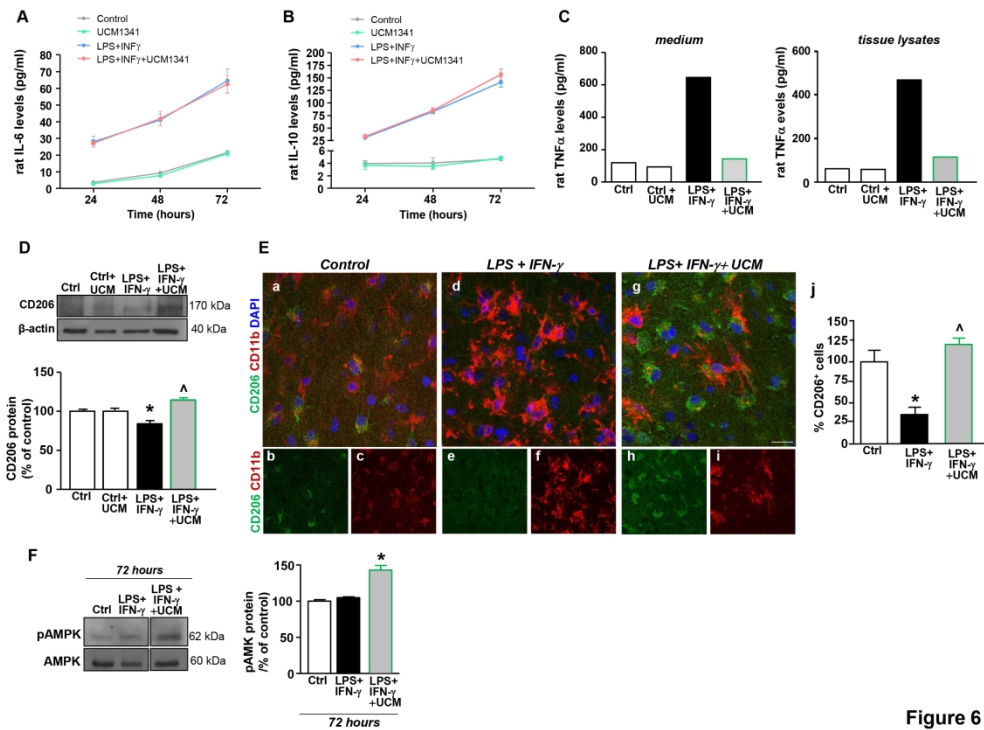 A
Control
UCM1341
LPS+INFγ
LPS+INFγ+UCM1341
rat IL-6 levels (pg/ml)
80
70
60
50
40
30
20
10
0
24
48
72
Time (hours)
B
Control
UCM1341
LPS+INFγ
LPS+INFγ+UCM1341
rat IL-10 levels (pg/ml)
200
175
150
125
100
75
50
25
6
4
2
0
24
48
72
Time (hours)
C
medium
rat TNFα levels (pg/ml)
800
600
400
200
0
Ctrl
Ctrl +
UCM
LPS+
IFN-γ
LPS+
IFN-γ
+UCM
tissue lysates
rat TNFα levels (pg/ml)
600
400
200
0
Ctrl
Ctrl +
UCM
LPS+
IFN-γ
LPS+
IFN-γ
+UCM
D
Ctrl
Ctrl+
UCM
LPS+
IFN-γ
LPS+
IFN-γ
+UCM
CD206
170 kDa
β-actin
40 kDa
CD206 protein
(% of control)
150
100
50
0
*
^
Ctrl
Ctrl+
UCM
LPS+
IFN-γ
LPS+
IFN-γ
+UCM
E
Control
LPS + IFN-γ
LPS+ IFN-γ+ UCM
CD206 CD11b DAPI
a
d
g
CD206 CD11b
b
c
e
f
h
i
j
% CD206+ cells
150
125
100
75
50
25
0
*
^
Ctrl
LPS+
IFN-γ
LPS+
IFN-γ
+UCM
F
72 hours
Ctrl
LPS+
IFN-γ
LPS +
IFN-γ
+UCM
pAMPK
62 kDa
AMPK
60 kDa
pAMK protein
/% of control)
150
100
50
0
*
Ctrl
LPS+
IFN-γ
LPS+
IFN-γ
+UCM
72 hours
Figure 6